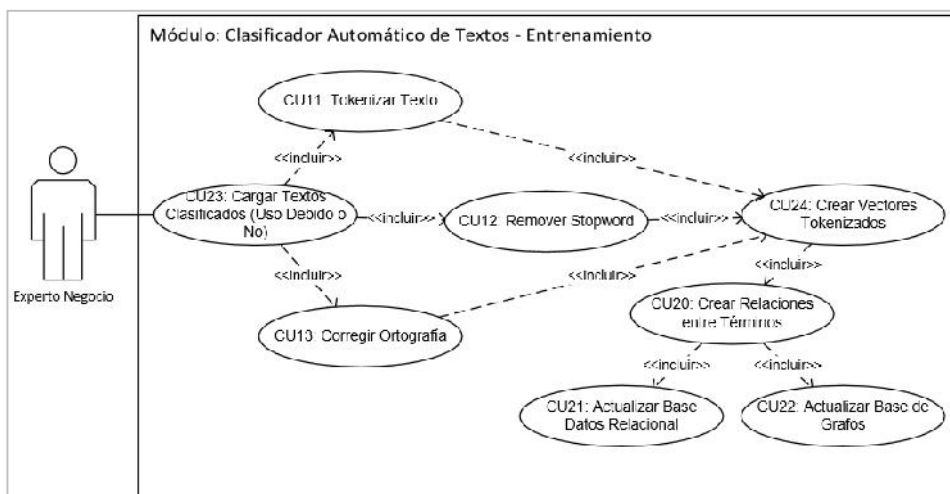 Módulo: Clasificador Automático de Textos - Entrenamiento
CU11: Tokenizar Texto
<<incluir>>
<<incluir>>
CU23: Cargar Textos
Clasificados (Uso Debido o
No)
<<incluir>>
CU12: Remover Stopword
<<incluir>>
CU24: Crear Vectores
Tokenizados
<<incluir>>
<<incluir>>
<<incluir>>
Experto Negocio
CU13: Corregir Ortografía
CU20: Crear Relaciones
entre Términos
<<incluir>>
<<incluir>>
CU21: Actualizar Base
Datos Relacional
CU22: Actualizar Base de
Grafos